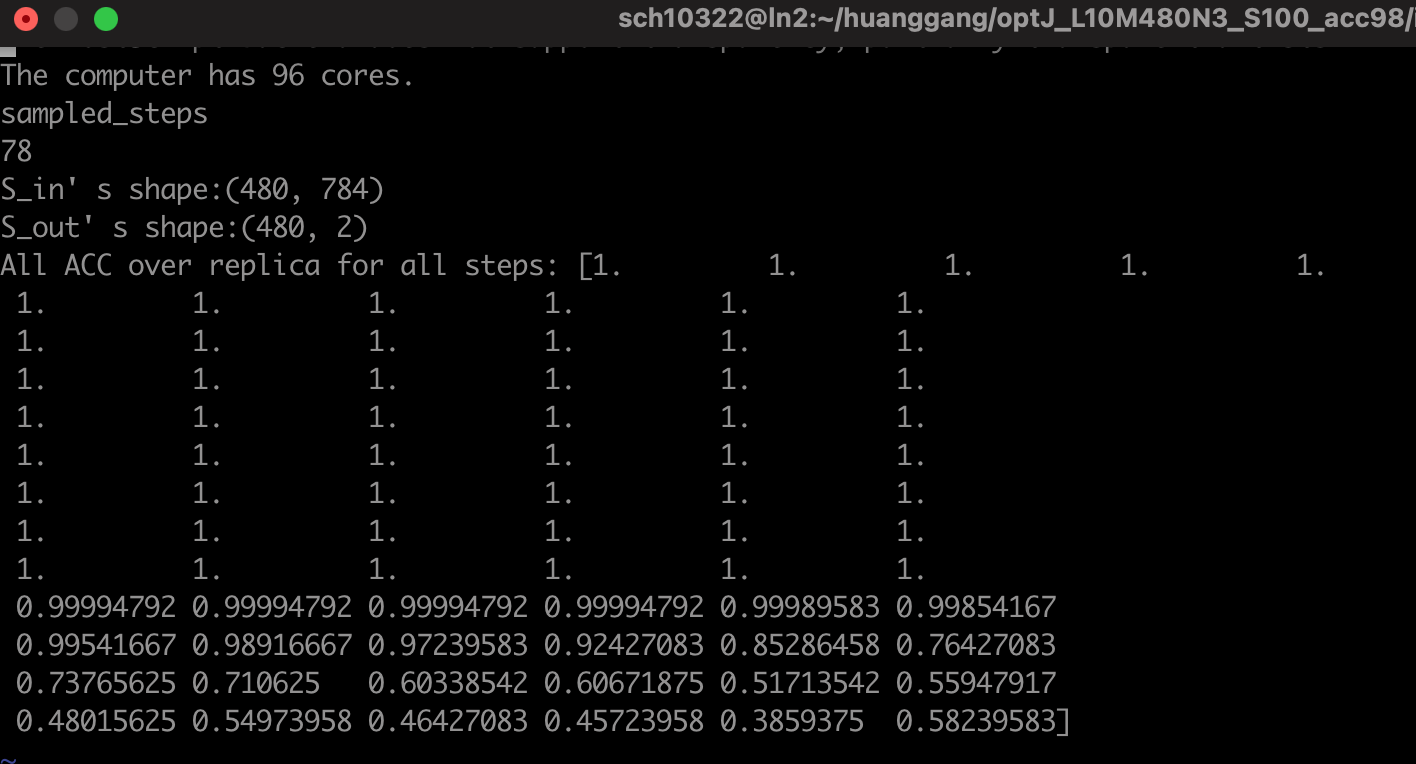 sch10322@ln2:~/huanggang/optJ_L10M480N3_S100_acc98/i
The computer has 96 cores.
sampled_steps
78
S_in' s shape:(480, 784)
S_out' s shape:(480, 2)
All ACC over replica for all steps: [1. 1. 1. 1. 1.
1. 1. 1. 1. 1. 1.
1. 1. 1. 1. 1. 1.
1. 1. 1. 1. 1. 1.
1. 1. 1. 1. 1. 1.
1. 1. 1. 1. 1. 1.
1. 1. 1. 1. 1. 1.
1. 1. 1. 1. 1. 1.
1. 1. 1. 1. 1. 1.
0.99994792 0.99994792 0.99994792 0.99994792 0.99989583 0.99854167
0.99541667 0.98916667 0.97239583 0.92427083 0.85286458 0.76427083
0.73765625 0.710625 0.60338542 0.60671875 0.51713542 0.55947917
0.48015625 0.54973958 0.46427083 0.45723958 0.3859375 0.58239583]
~